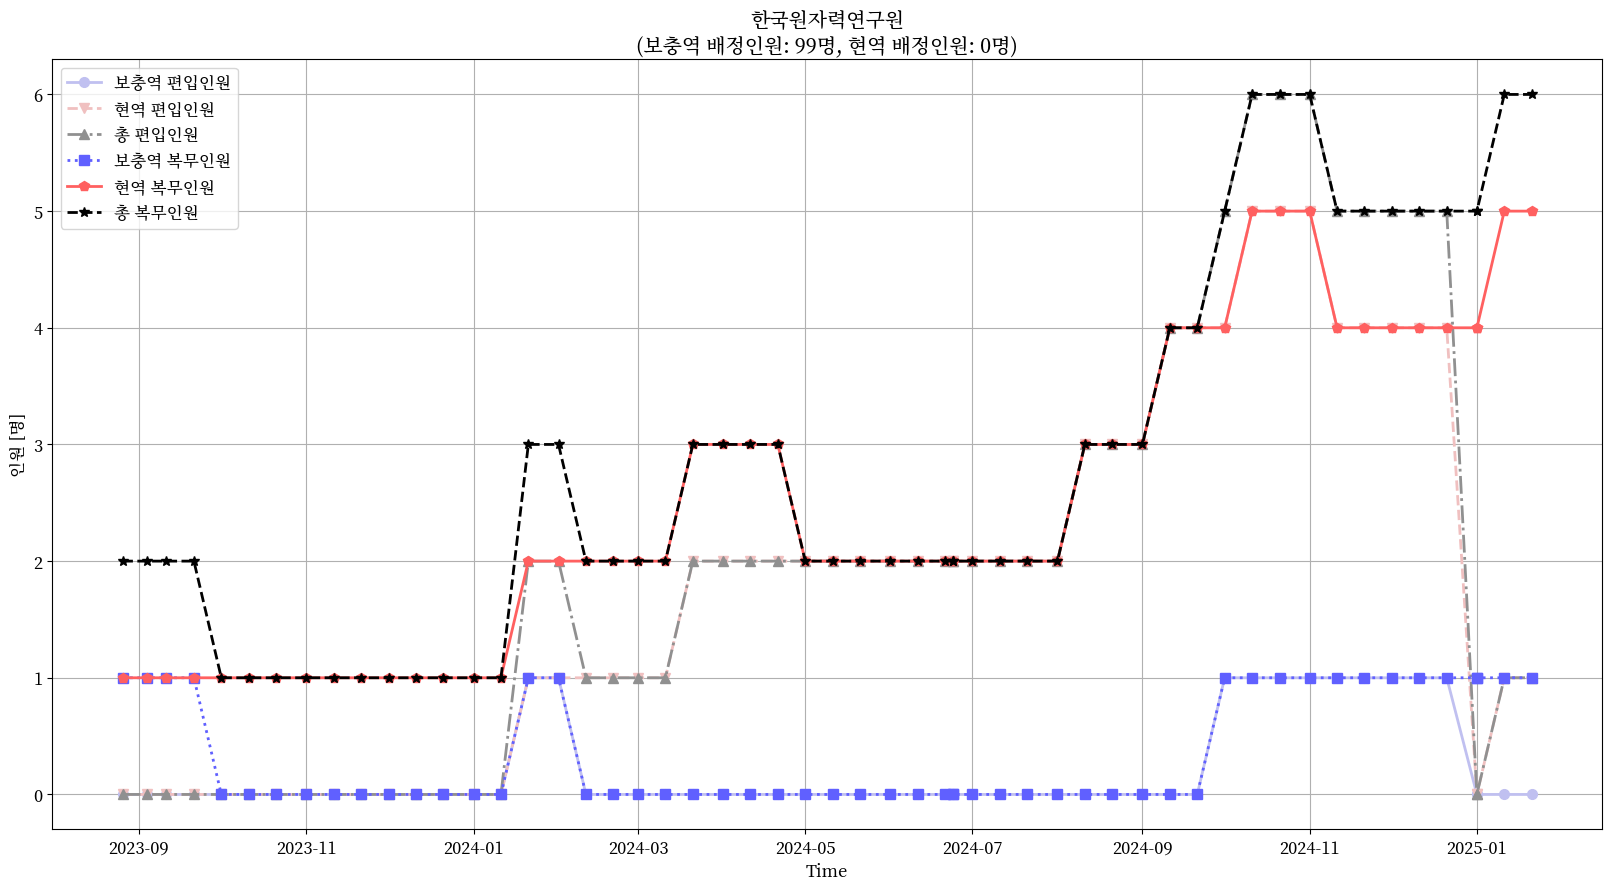 한국원자력연구원
(보충역 배정인원: 99명, 현역 배정인원: 0명)
보충역 편입인원
현역 편입인원
총 편입인원
보충역 복무인원
현역 복무인원
총 복무인원
6
5
4
3
2
1
0
인원 [명]
2023-09
2023-11
2024-01
2024-03
2024-05
2024-07
2024-09
2024-11
2025-01
Time